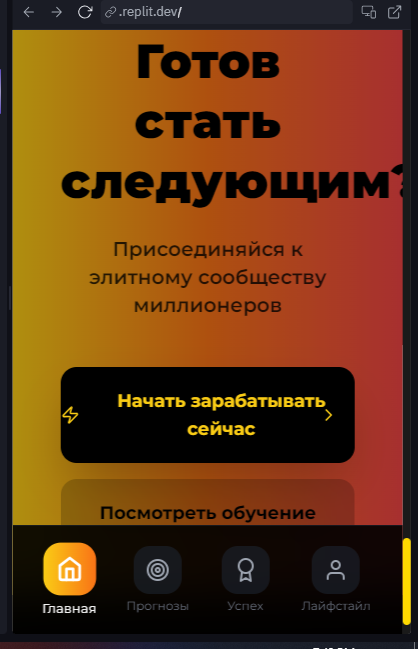 .replit.dev/
Готов
стать
следующим?
Присоединяйся к
элитному сообществу
миллионеров
Начать зарабатывать
сейчас
Посмотреть обучение
Главная
Прогнозы
Успех
Лайфстайл